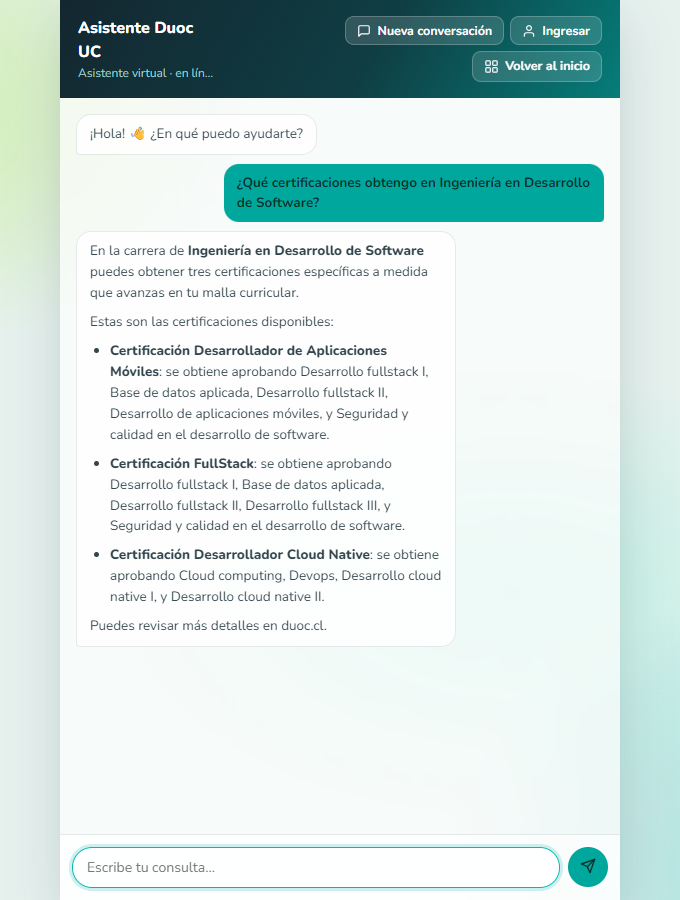 Asistente Duoc
UC
Asistente virtual · en lín...
Nueva conversación
Ingresar
Volver al inicio
¡Hola! 👋 ¿En qué puedo ayudarte?
¿Qué certificaciones obtengo en Ingeniería en Desarrollo
de Software?
En la carrera de Ingeniería en Desarrollo de Software
puedes obtener tres certificaciones específicas a medida
que avanzas en tu malla curricular.
Estas son las certificaciones disponibles:
• Certificación Desarrollador de Aplicaciones
Móviles: se obtiene aprobando Desarrollo fullstack I,
Base de datos aplicada, Desarrollo fullstack II,
Desarrollo de aplicaciones móviles, y Seguridad y
calidad en el desarrollo de software.
• Certificación FullStack: se obtiene aprobando
Desarrollo fullstack I, Base de datos aplicada,
Desarrollo fullstack II, Desarrollo fullstack III, y
Seguridad y calidad en el desarrollo de software.
• Certificación Desarrollador Cloud Native: se obtiene
aprobando Cloud computing, Devops, Desarrollo cloud
native I, y Desarrollo cloud native II.
Puedes revisar más detalles en duoc.cl.
Escribe tu consulta...